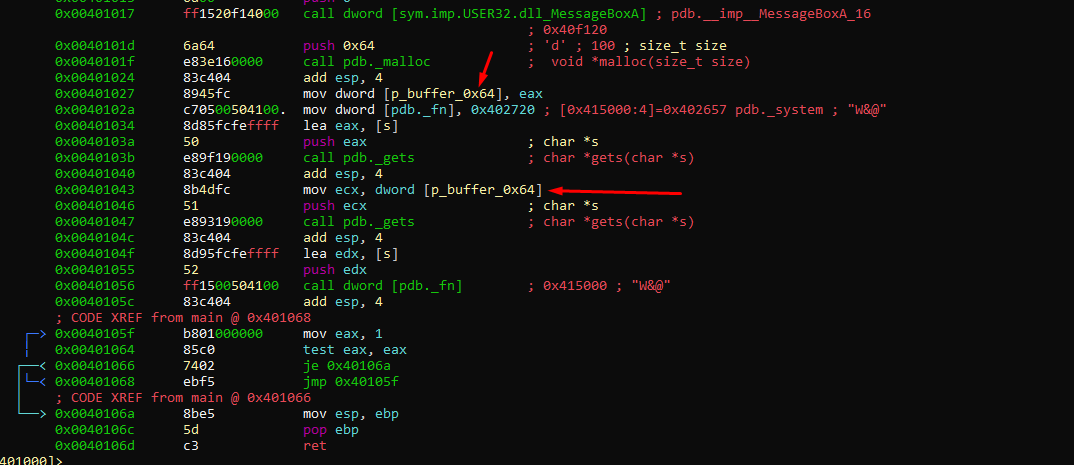 0x00401017 ff1520f14000 call dword [sym.imp.USER32.dll_MessageBoxA] ; pdb.__imp__MessageBoxA_16
; 0x40f120
0x0040101d 6a64 push 0x64 ; 'd' ; 100 ; size_t size
0x0040101f e83e160000 call pdb._malloc ; void *malloc(size_t size)
0x00401024 83c404 add esp, 4
0x00401027 8945fc mov dword [p_buffer_0x64], eax
0x0040102a c70500504100. mov dword [pdb._fn], 0x402720 ; [0x415000:4]=0x402657 pdb._system ; "W&@"
0x00401034 8d85fcfeffff lea eax, [s]
0x0040103a 50 push eax ; char *s
0x0040103b e89f190000 call pdb._gets ; char *gets(char *s)
0x00401040 83c404 add esp, 4
0x00401043 8b4dfc mov ecx, dword [p_buffer_0x64]
0x00401046 51 push ecx ; char *s
0x00401047 e893190000 call pdb._gets ; char *gets(char *s)
0x0040104c 83c404 add esp, 4
0x0040104f 8d95fcfeffff lea edx, [s]
0x00401055 52 push edx
0x00401056 ff1500504100 call dword [pdb._fn] ; 0x415000 ; "W&@"
0x0040105c 83c404 add esp, 4
; CODE XREF from main @ 0x401068
0x0040105f b801000000 mov eax, 1
0x00401064 85c0 test eax, eax
0x00401066 7402 je 0x40106a
0x00401068 ebf5 jmp 0x40105f
; CODE XREF from main @ 0x401066
0x0040106a 8be5 mov esp, ebp
0x0040106c 5d pop ebp
0x0040106d c3 ret
401000]>